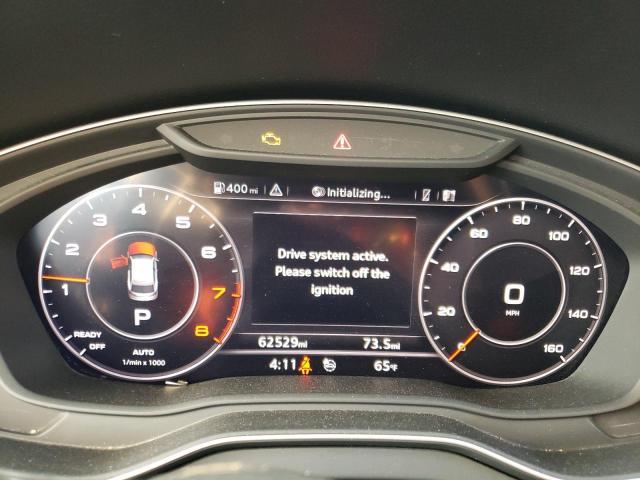 400 mi Initializing...
Drive system active.
Please switch off the
ignition
1 2 3 4 5 6 7 8
READY
OFF
P
AUTO
1/min x 1000
0
MPH
0 20 40 60 80 100 120 140 160
62529mi 73.5mi
4:11 65°F